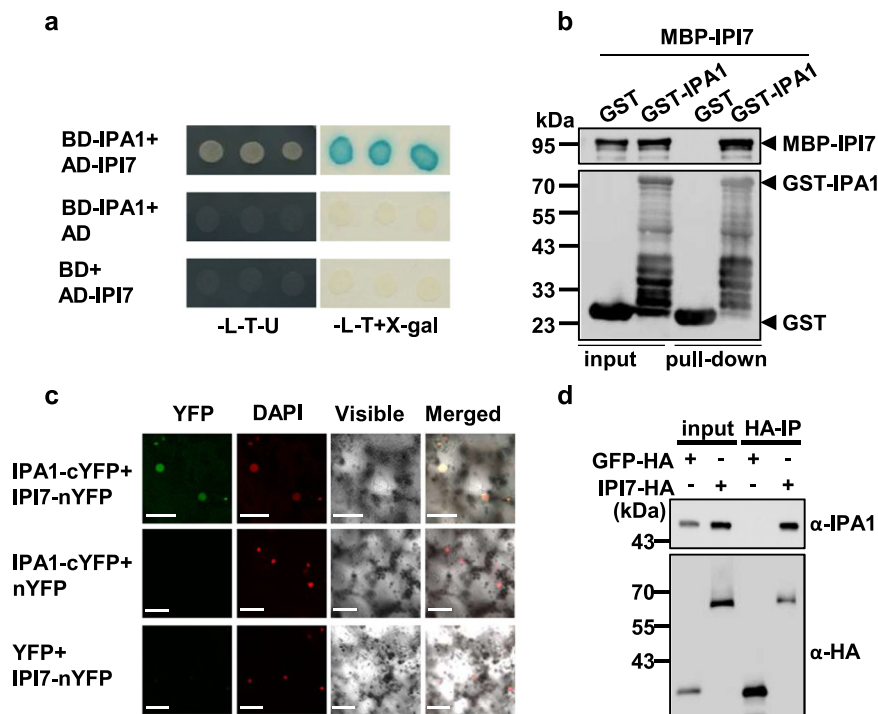 a
BD-IPA1+
AD-IPI7
BD-IPA1+
AD
BD+
AD-IPI7
-L-T-U
-L-T+X-gal
b
MBP-IPI7
GST
GST-IPA1
GST
GST-IPA1
kDa
95
MBP-IPI7
70
GST-IPA1
55
43
33
23
GST
input
pull-down
c
YFP
DAPI
Visible
Merged
IPA1-cYFP+
IPI7-nYFP
IPA1-cYFP+
nYFP
YFP+
IPI7-nYFP
d
input
HA-IP
GFP-HA
+ - + -
IPI7-HA
- + - +
(kDa)
43
α-IPA1
70
55
43
α-HA